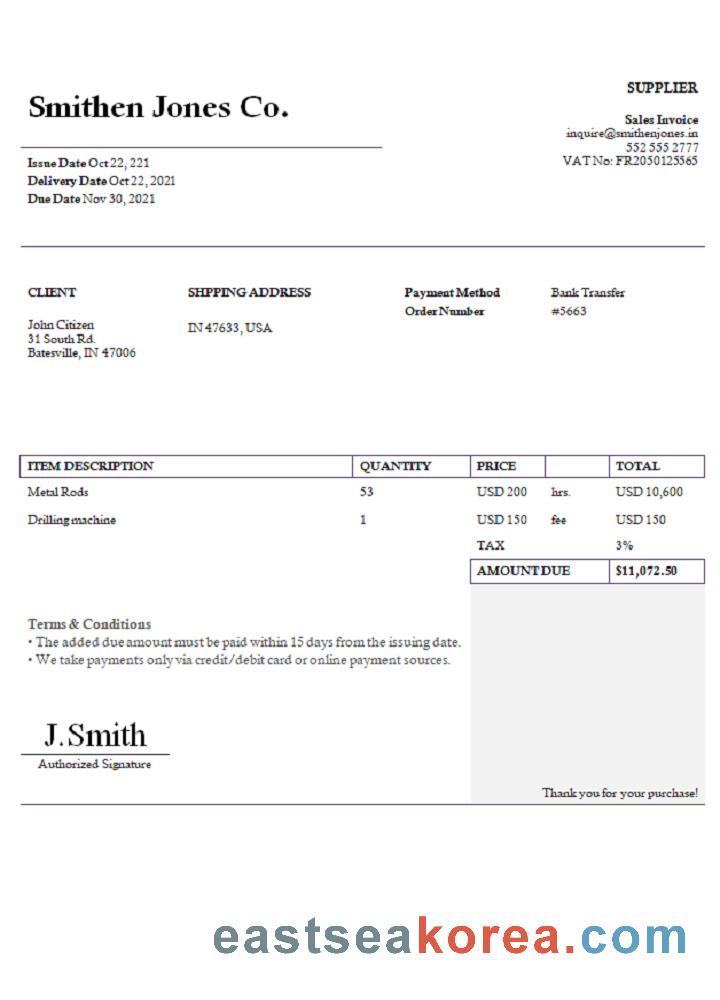 Smithen Jones Co.
SUPPLIER
Sales Invoice
inquire@smithenjones.in
552 555 2777
VAT No: FR2050125565
Issue Date Oct 22, 221
Delivery Date Oct 22, 2021
Due Date Nov 30, 2021
CLIENT
John Citizen
31 South Rd.
Batesville, IN 47006
SHPPING ADDRESS
IN 47633, USA
Payment Method Bank Transfer
Order Number #5663
ITEM DESCRIPTION QUANTITY PRICE TOTAL
Metal Rods 53 USD 200 hrs. USD 10,600
Drilling machine 1 USD 150 fee USD 150
TAX 3%
AMOUNT DUE $11,072.50
Terms & Conditions
• The added due amount must be paid within 15 days from the issuing date.
• We take payments only via credit/debit card or online payment sources.
J. Smith
Authorized Signature
Thank you for your purchase!
eastseakorea.com